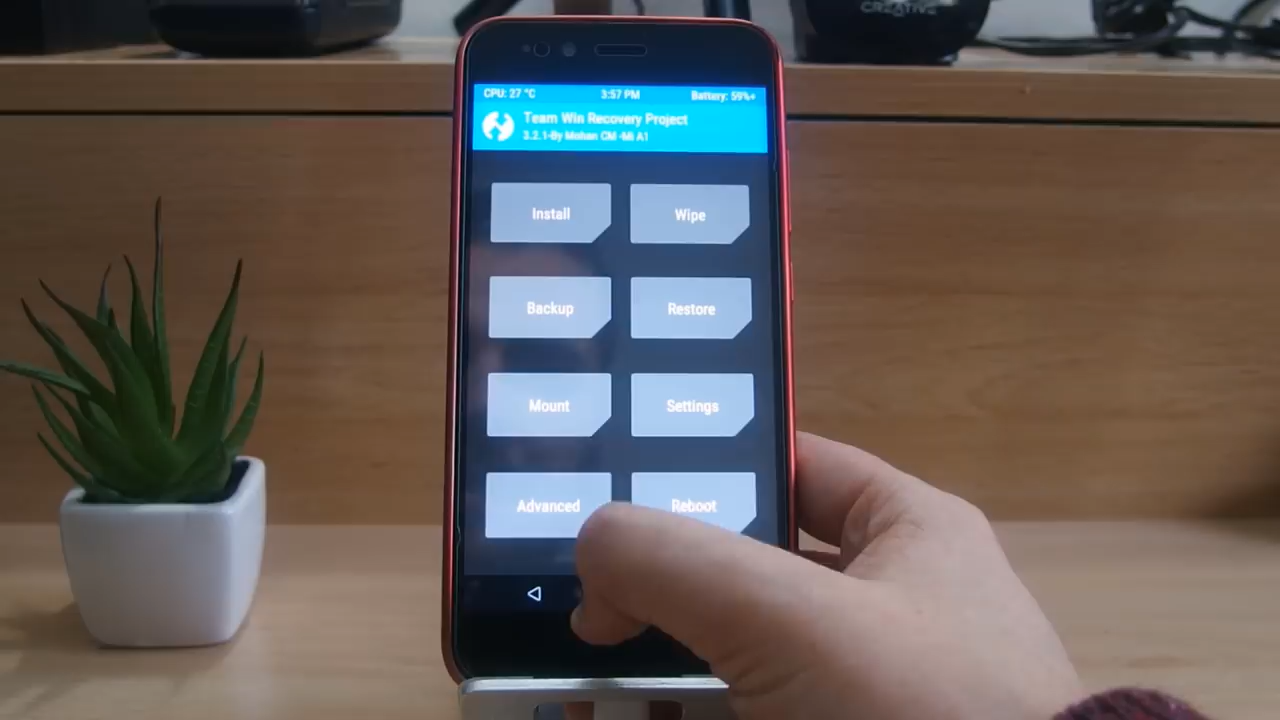 CREATIVE
CPU: 27 °C 3:57 PM Battery: 59%+
Team Win Recovery Project
3.2.1-By Mohan CM -Mi A1
Install Wipe
Backup Restore
Mount Settings
Advanced Reboot